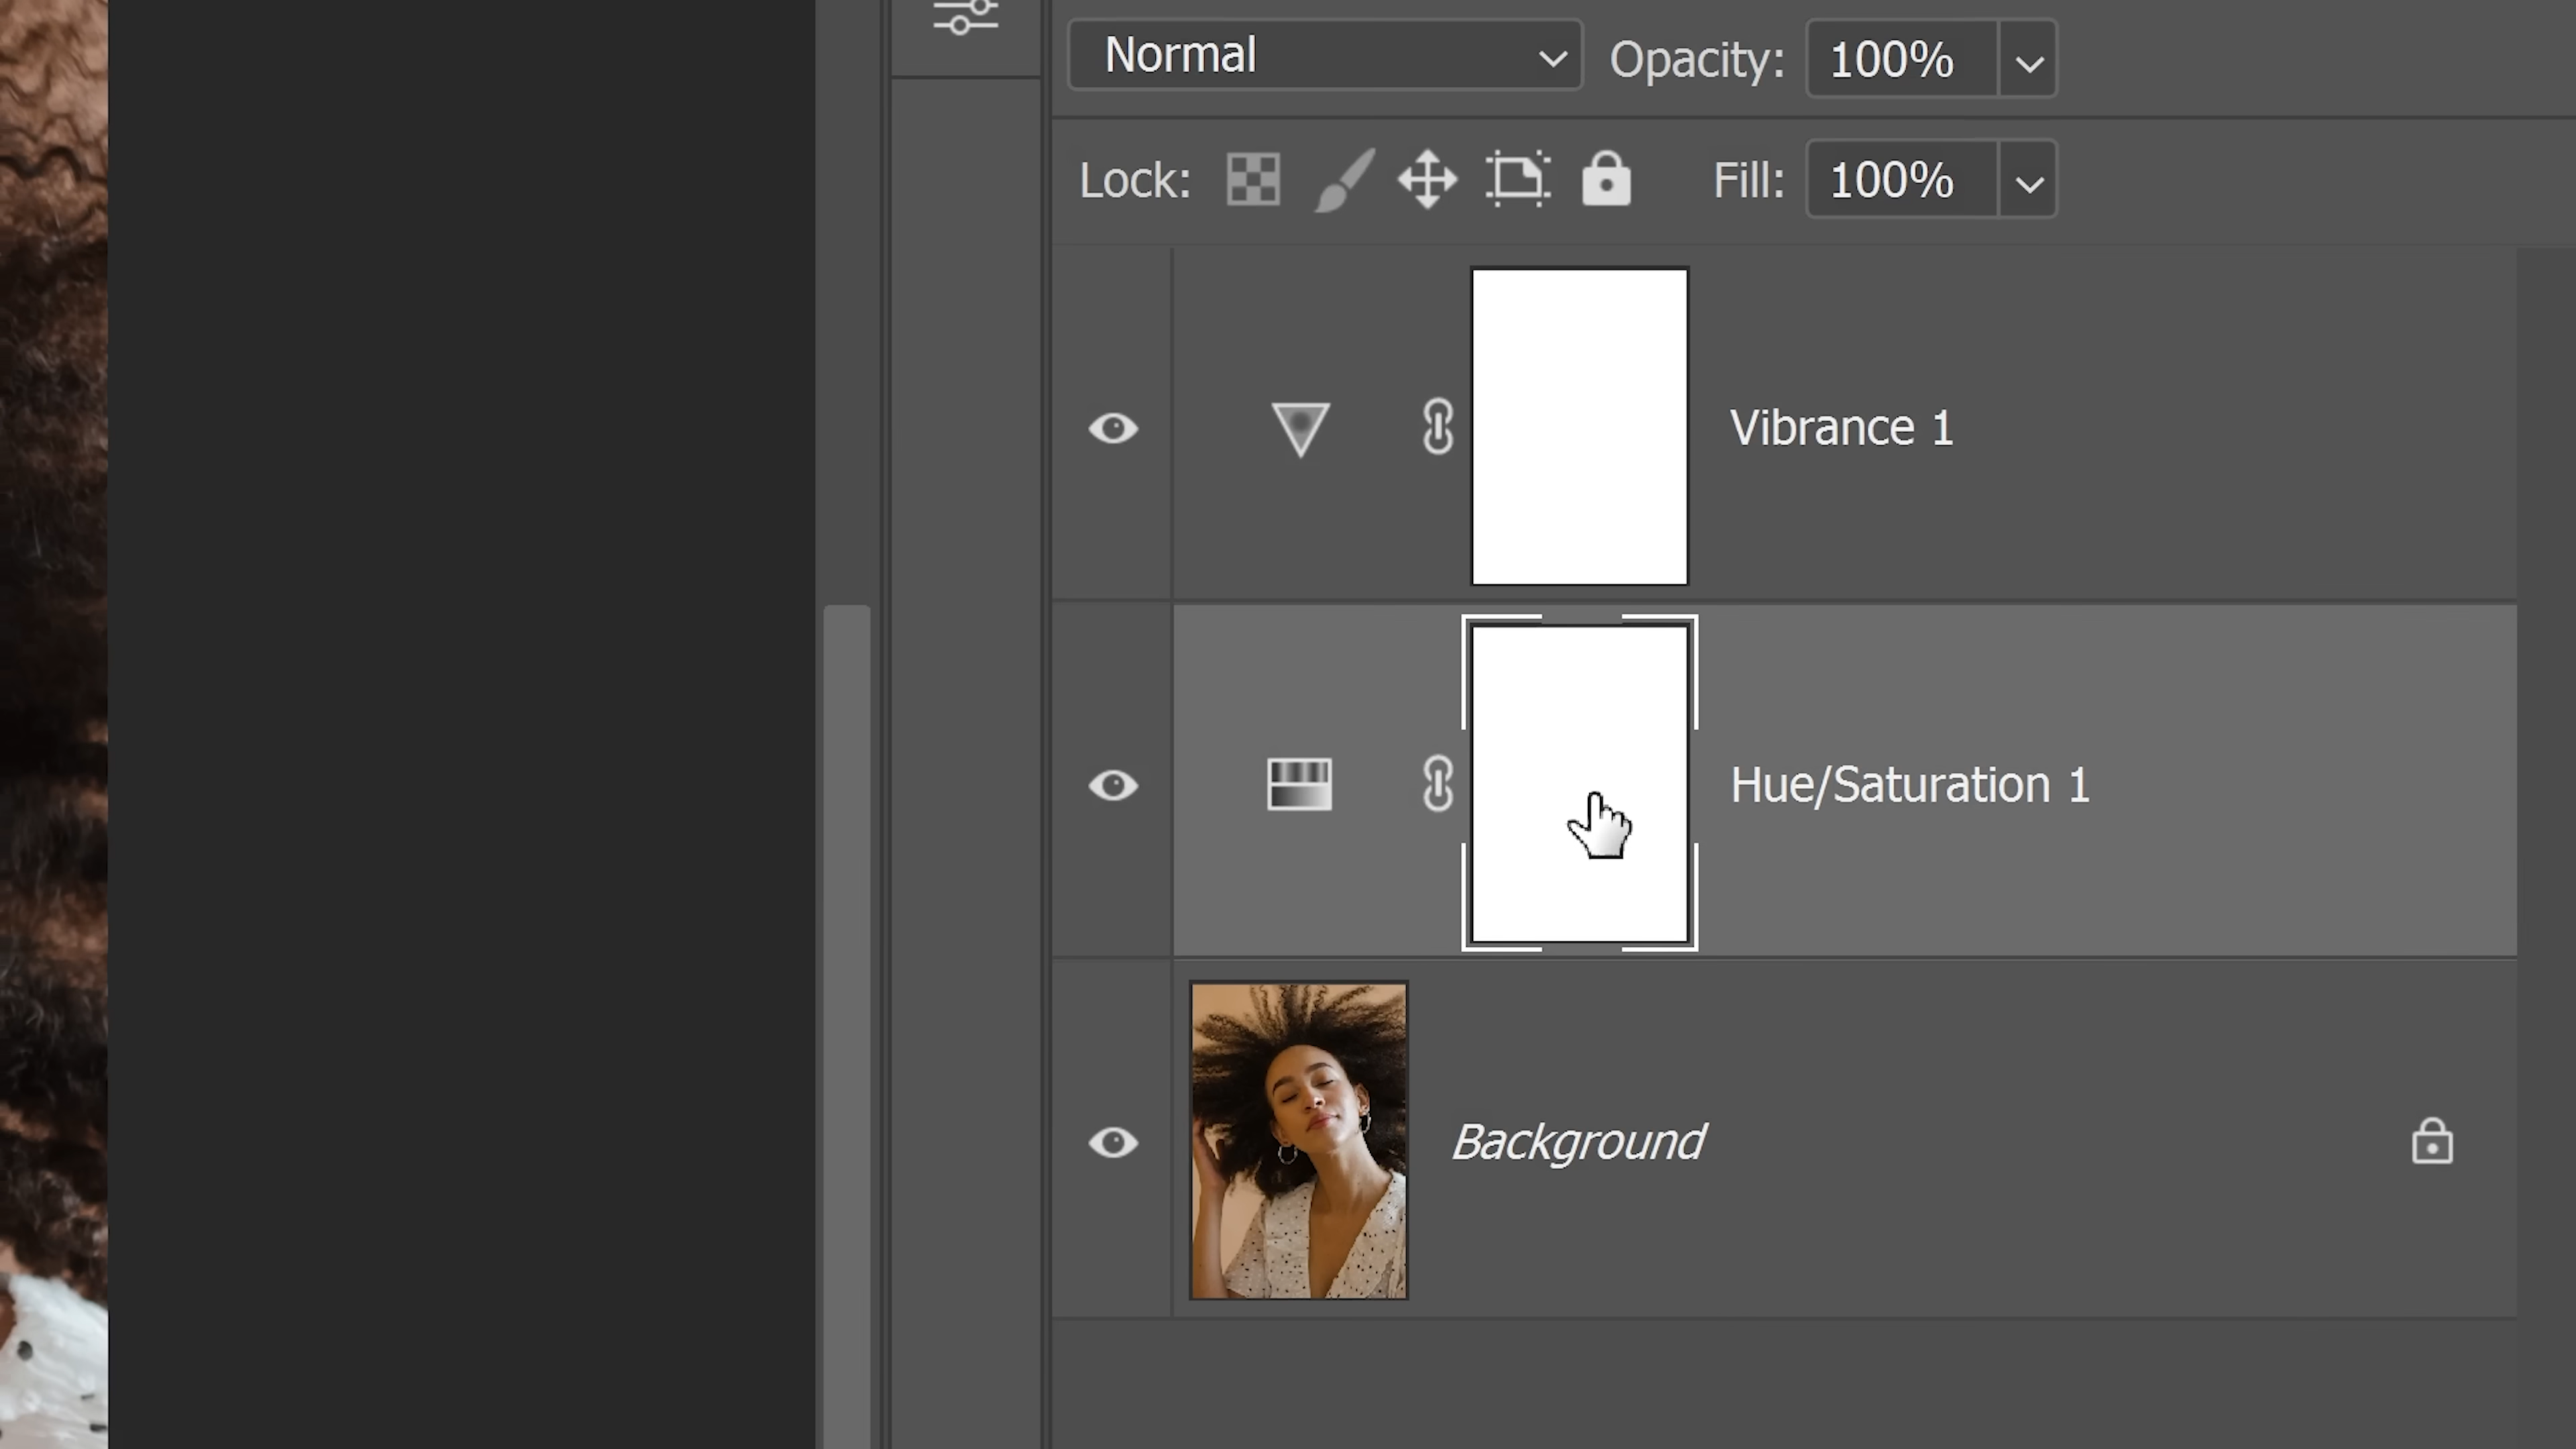 Normal
Opacity: 100%
Lock:
Fill: 100%
Vibrance 1
Hue/Saturation 1
Background